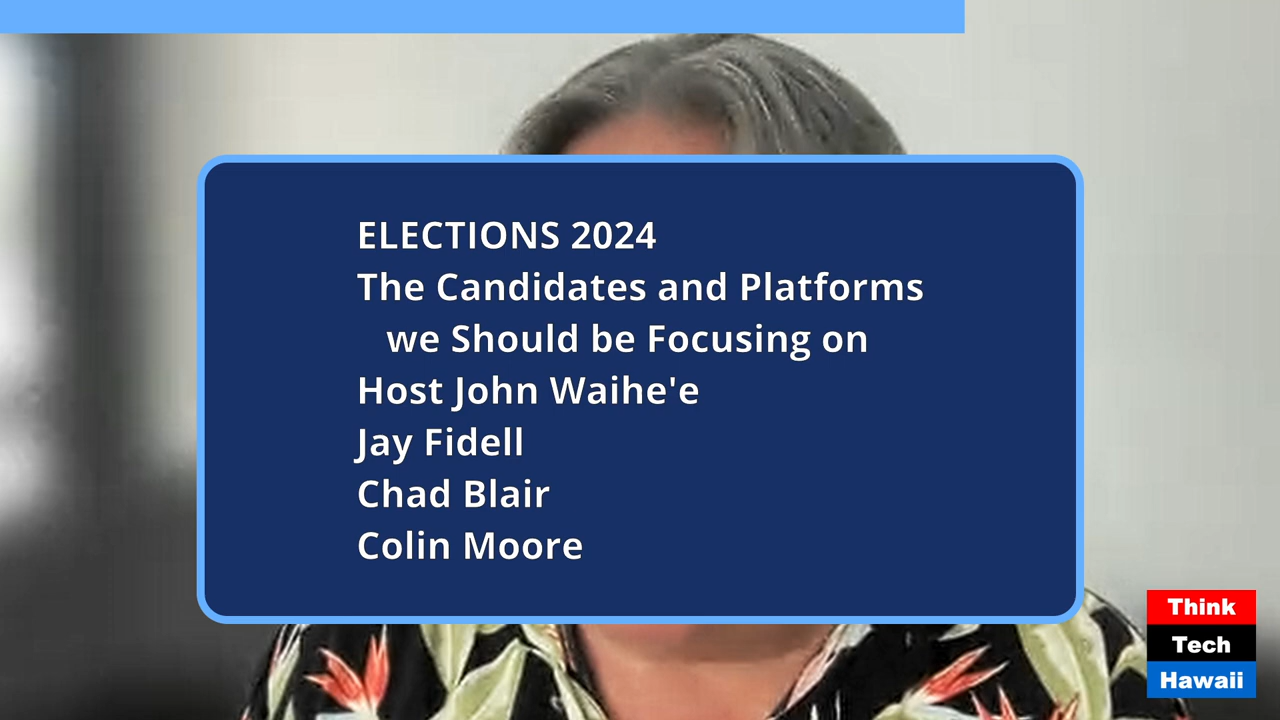 ELECTIONS 2024
The Candidates and Platforms
we Should be Focusing on
Host John Waihe'e
Jay Fidell
Chad Blair
Colin Moore
Think
Tech
Hawaii